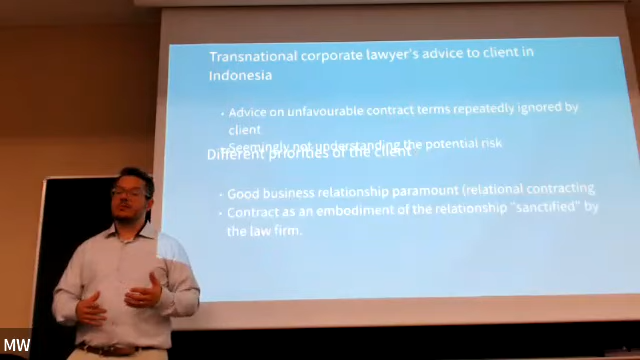 Transnational corporate lawyer's advice to client in
Indonesia
• Advice on unfavourable contract terms repeatedly ignored by
client
• Seemingly not understanding the potential risk
Different priorities of the client
• Good business relationship paramount (relational contracting
• Contract as an embodiment of the relationship "sanctified" by
the law firm.
MW